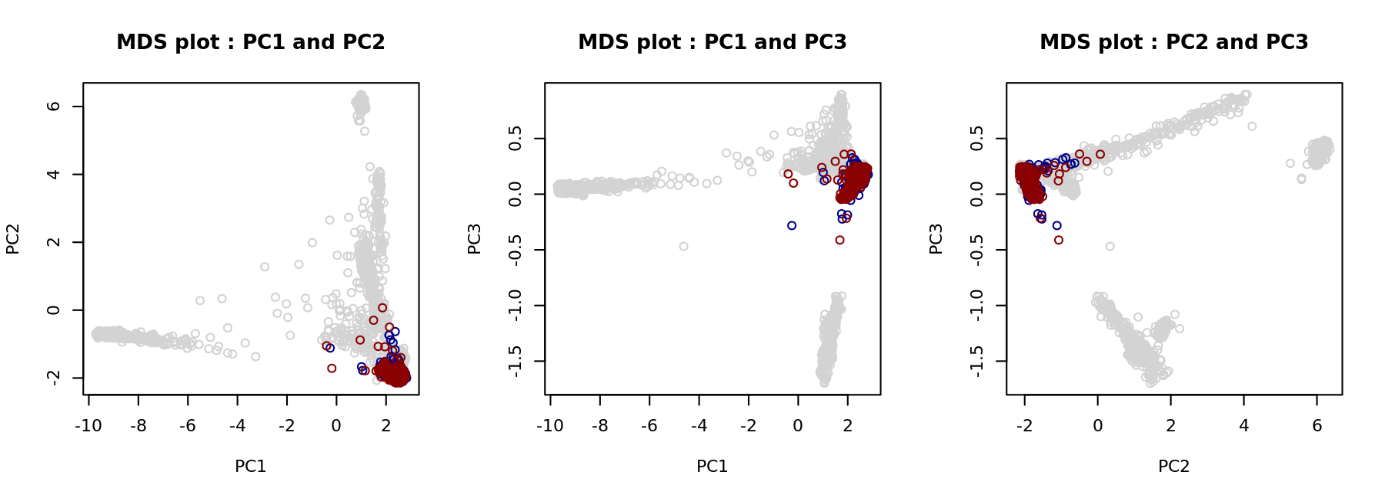 MDS plot : PC1 and PC2
PC2
6
4
2
0
-2
-10 -8 -6 -4 -2 0 2
PC1
MDS plot : PC1 and PC3
PC3
0.5
0.0
-0.5
-1.0
-1.5
-10 -8 -6 -4 -2 0 2
PC1
MDS plot : PC2 and PC3
PC3
0.5
0.0
-0.5
-1.0
-1.5
-2 0 2 4 6
PC2